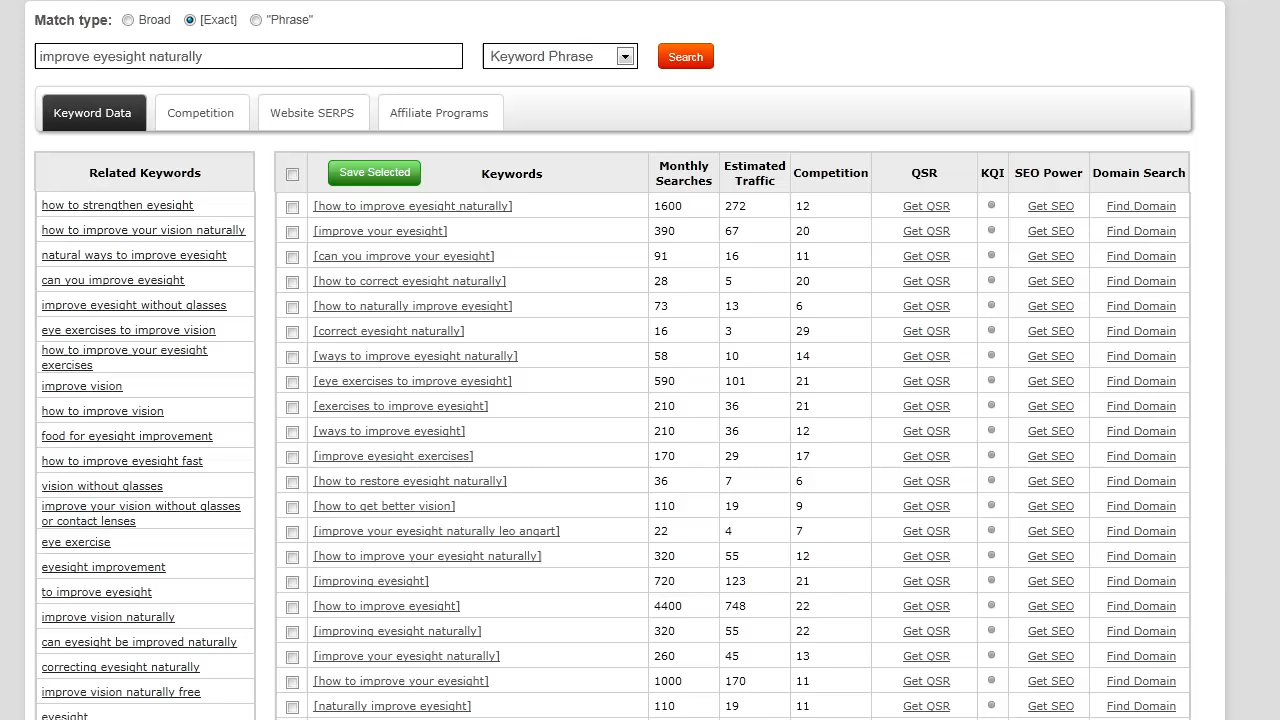 Match type: Broad [Exact] "Phrase"
improve eyesight naturally Keyword Phrase Search
Keyword Data Competition Website SERPS Affiliate Programs
Related Keywords
how to strengthen eyesight
how to improve your vision naturally
natural ways to improve eyesight
can you improve eyesight
improve eyesight without glasses
eye exercises to improve vision
how to improve your eyesight
exercises
improve vision
how to improve vision
food for eyesight improvement
how to improve eyesight fast
vision without glasses
improve your vision without glasses
or contact lenses
eye exercise
eyesight improvement
to improve eyesight
improve vision naturally
can eyesight be improved naturally
correcting eyesight naturally
improve vision naturally free
eyesight
Save Selected Keywords Monthly Searches Estimated Traffic Competition QSR KQI SEO Power Domain Search
[how to improve eyesight naturally] 1600 272 12 Get QSR Get SEO Find Domain
[improve your eyesight] 390 67 20 Get QSR Get SEO Find Domain
[can you improve your eyesight] 91 16 11 Get QSR Get SEO Find Domain
[how to correct eyesight naturally] 28 5 20 Get QSR Get SEO Find Domain
[how to naturally improve eyesight] 73 13 6 Get QSR Get SEO Find Domain
[correct eyesight naturally] 16 3 29 Get QSR Get SEO Find Domain
[ways to improve eyesight naturally] 58 10 14 Get QSR Get SEO Find Domain
[eye exercises to improve eyesight] 590 101 21 Get QSR Get SEO Find Domain
[exercises to improve eyesight] 210 36 21 Get QSR Get SEO Find Domain
[ways to improve eyesight] 210 36 12 Get QSR Get SEO Find Domain
[improve eyesight exercises] 170 29 17 Get QSR Get SEO Find Domain
[how to restore eyesight naturally] 36 7 6 Get QSR Get SEO Find Domain
[how to get better vision] 110 19 9 Get QSR Get SEO Find Domain
[improve your eyesight naturally leo angart] 22 4 7 Get QSR Get SEO Find Domain
[how to improve your eyesight naturally] 320 55 12 Get QSR Get SEO Find Domain
[improving eyesight] 720 123 21 Get QSR Get SEO Find Domain
[how to improve eyesight] 4400 748 22 Get QSR Get SEO Find Domain
[improving eyesight naturally] 320 55 22 Get QSR Get SEO Find Domain
[improve your eyesight naturally] 260 45 13 Get QSR Get SEO Find Domain
[how to improve your eyesight] 1000 170 11 Get QSR Get SEO Find Domain
[naturally improve eyesight] 110 19 11 Get QSR Get SEO Find Domain